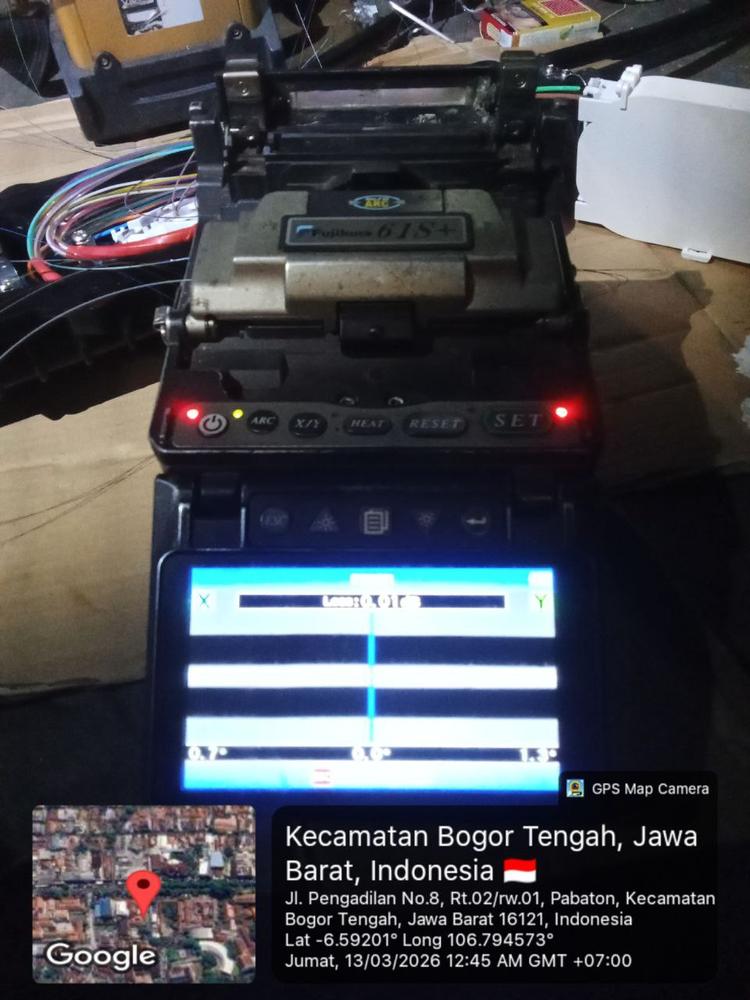 ARC
Fujikura 61S+
ARC
X/Y
HEAT
RESET
SET
ESC
X
Loss:0.01dB
Y
0.7°
0.0°
1.3°
GPS Map Camera
Kecamatan Bogor Tengah, Jawa
Barat, Indonesia 🇮🇩
Jl. Pengadilan No.8, Rt.02/rw.01, Pabaton, Kecamatan
Bogor Tengah, Jawa Barat 16121, Indonesia
Lat -6.59201° Long 106.794573°
Jumat, 13/03/2026 12:45 AM GMT +07:00
Google